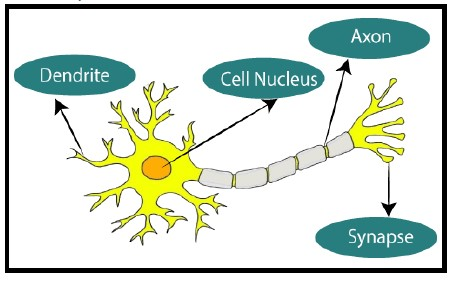 Axon
Dendrite
Cell Nucleus
Synapse